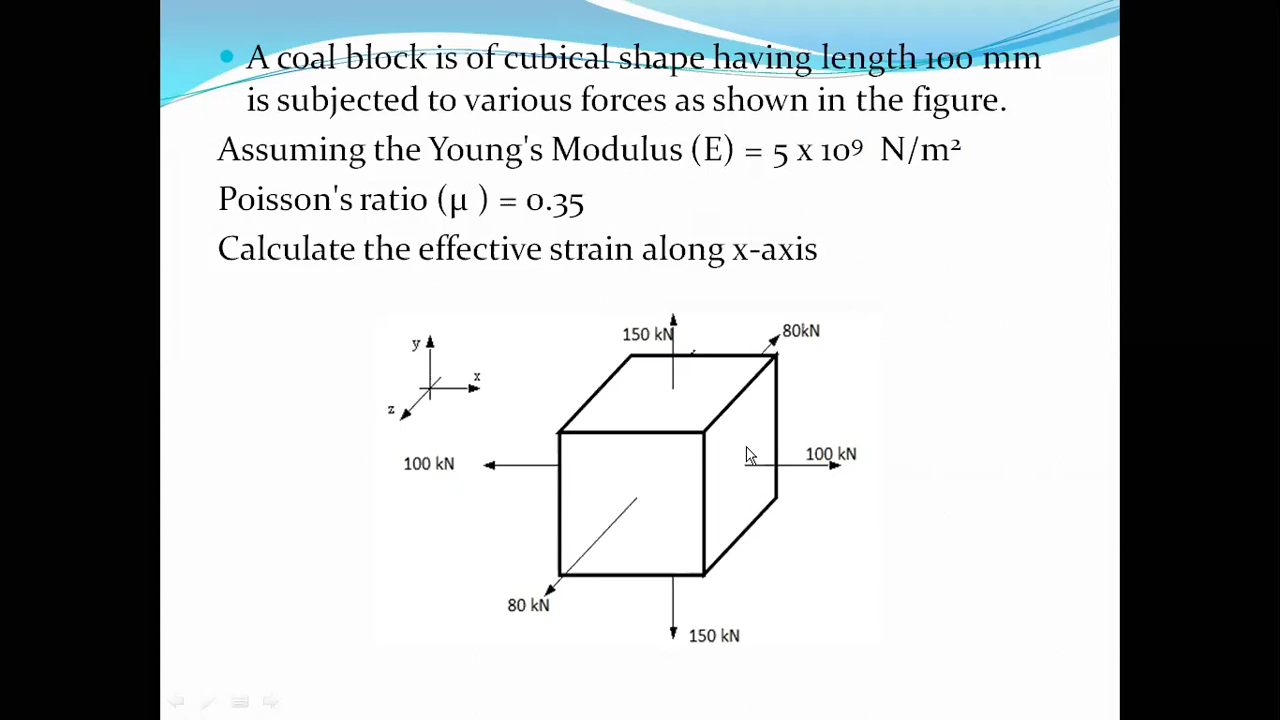 • A coal block is of cubical shape having length 100 mm
is subjected to various forces as shown in the figure.
Assuming the Young's Modulus (E) = 5 x 10⁹ N/m²
Poisson's ratio (µ ) = 0.35
Calculate the effective strain along x-axis
150 kN
80kN
y
x
z
100 kN
100 kN
80 kN
150 kN